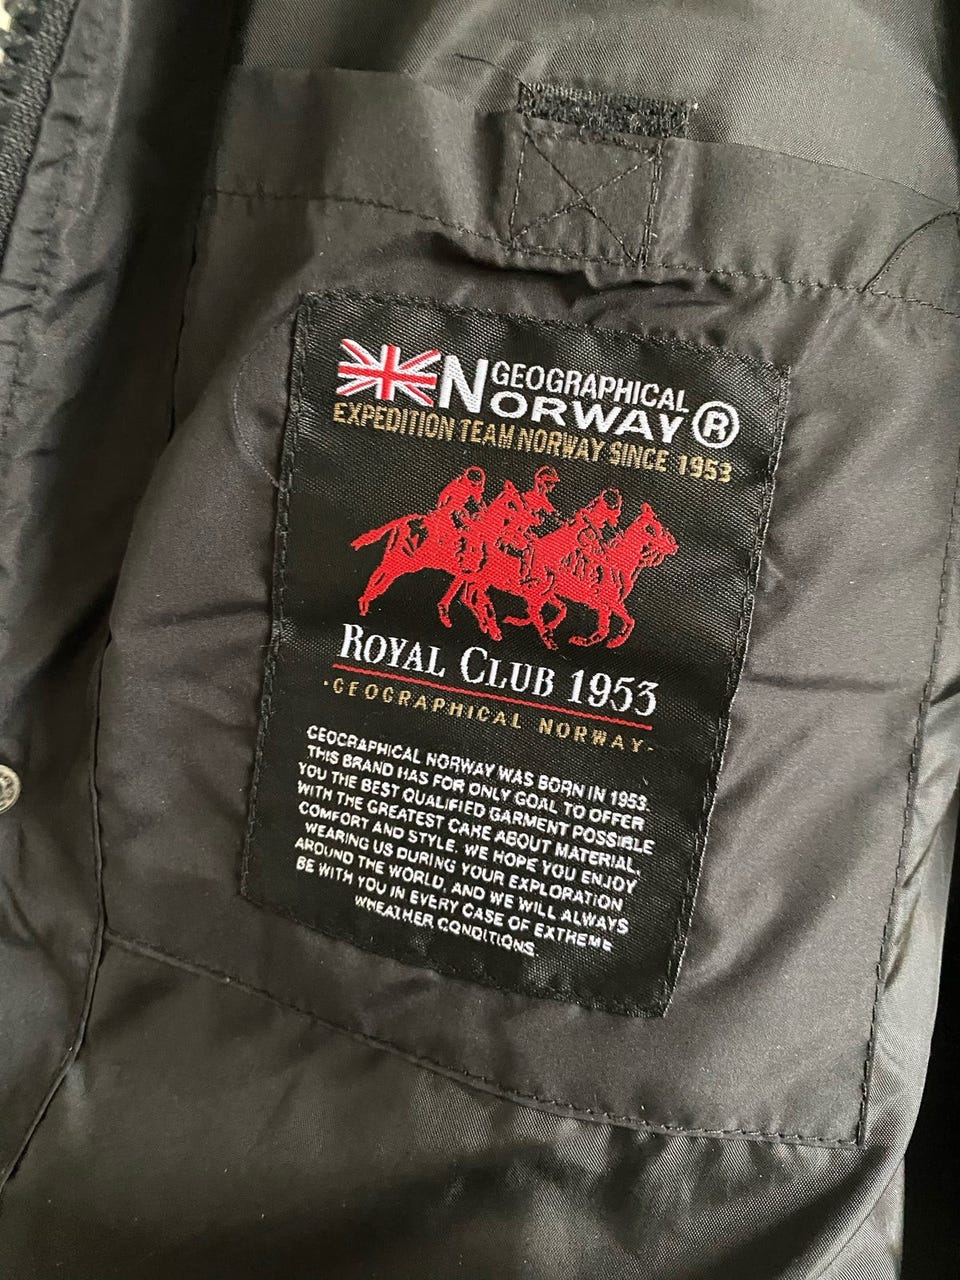 GEOGRAPHICAL
NORWAY ®
EXPEDITION TEAM NORWAY SINCE 1953
ROYAL CLUB 1953
·GEOGRAPHICAL NORWAY·
GEOGRAPHICAL NORWAY WAS BORN IN 1953.
THIS BRAND HAS FOR ONLY GOAL TO OFFER
YOU THE BEST QUALIFIED GARMENT POSSIBLE
WITH THE GREATEST CARE ABOUT MATERIAL,
COMFORT AND STYLE. WE HOPE YOU ENJOY
WEARING US DURING YOUR EXPLORATION
AROUND THE WORLD, AND WE WILL ALWAYS
BE WITH YOU IN EVERY CASE OF EXTREME
WHEATHER CONDITIONS.